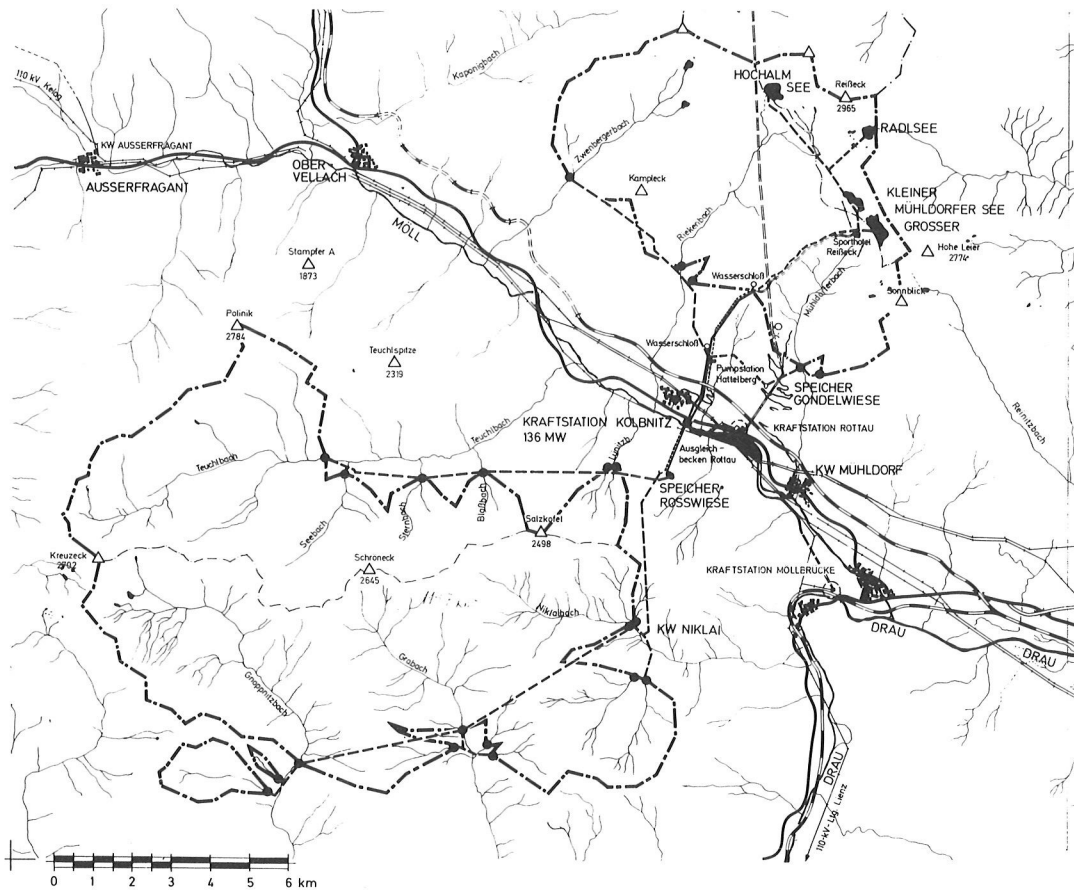 110 kV Kelag
KW AUSSERFRAGANT
AUSSERFRAGANT
OBER-
VELLACH
MÖLL
Kaponigbach
Zwenbergerbach
Kampleck
Riekenbach
HOCHALM
SEE
Reißeck
2965
RADLSEE
KLEINER
MÜHLDORFER SEE
GROSSER
Sporthotel
Reißeck
Hohe Leier
2774
Sonnblick
Mühldorferbach
Wasserschloß
Wasserschloß
Pumpstation
Hattelberg
SPEICHER
GONDELWIESE
Reinitzbach
Stampfer A
1873
Polinik
2784
Teuchlspitze
2319
Teuchlbach
Teuchlbach
KRAFTSTATION KOLBNITZ
136 MW
KRAFTSTATION ROTTAU
Ausgleich-
becken Rottau
KW MÜHLDORF
SPEICHER
ROSSWIESE
Seebach
Sternbach
Blaßbach
Lunitzb.
Salzkofel
2498
Kreuzeck
2702
Schroneck
2645
KRAFTSTATION MÖLLBRÜCKE
Niklaibach
KW NIKLAI
DRAU
DRAU
Gnoppnitzbach
Grabach
DRAU
110-kV-Ltg. Lienz
0 1 2 3 4 5 6 km